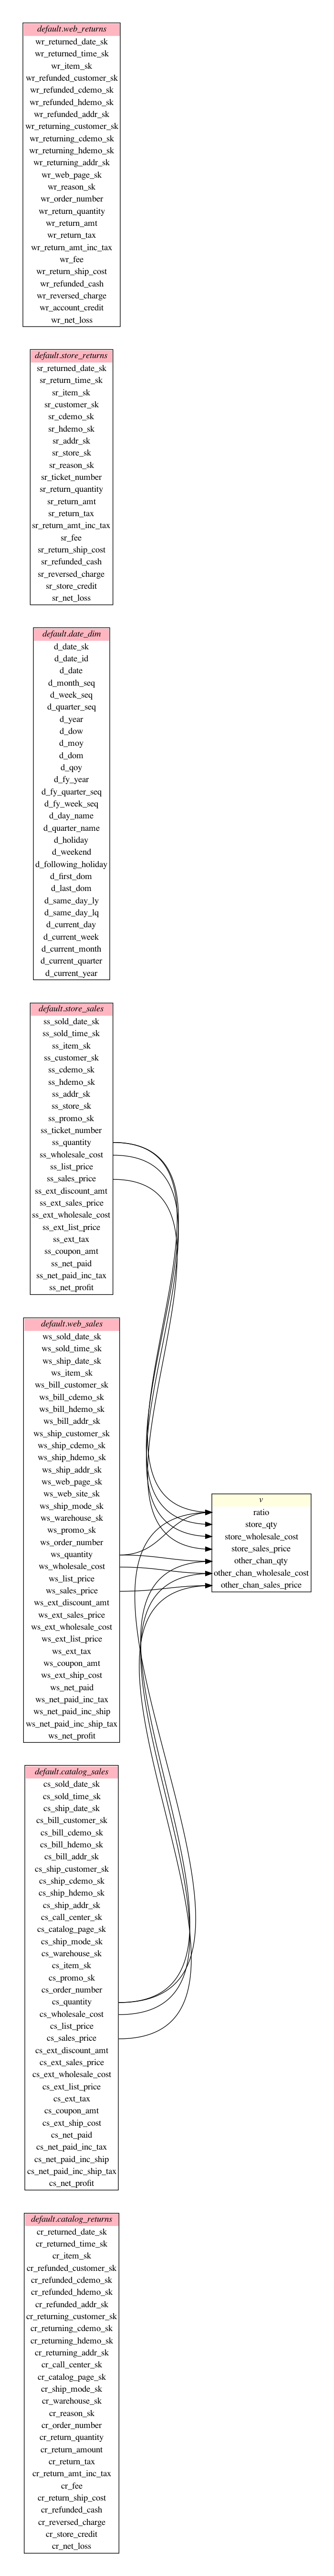 default.web_returns
wr_returned_date_sk
wr_returned_time_sk
wr_item_sk
wr_refunded_customer_sk
wr_refunded_cdemo_sk
wr_refunded_hdemo_sk
wr_refunded_addr_sk
wr_returning_customer_sk
wr_returning_cdemo_sk
wr_returning_hdemo_sk
wr_returning_addr_sk
wr_web_page_sk
wr_reason_sk
wr_order_number
wr_return_quantity
wr_return_amt
wr_return_tax
wr_return_amt_inc_tax
wr_fee
wr_return_ship_cost
wr_refunded_cash
wr_reversed_charge
wr_account_credit
wr_net_loss
default.store_returns
sr_returned_date_sk
sr_return_time_sk
sr_item_sk
sr_customer_sk
sr_cdemo_sk
sr_hdemo_sk
sr_addr_sk
sr_store_sk
sr_reason_sk
sr_ticket_number
sr_return_quantity
sr_return_amt
sr_return_tax
sr_return_amt_inc_tax
sr_fee
sr_return_ship_cost
sr_refunded_cash
sr_reversed_charge
sr_store_credit
sr_net_loss
default.date_dim
d_date_sk
d_date_id
d_date
d_month_seq
d_week_seq
d_quarter_seq
d_year
d_dow
d_moy
d_dom
d_qoy
d_fy_year
d_fy_quarter_seq
d_fy_week_seq
d_day_name
d_quarter_name
d_holiday
d_weekend
d_following_holiday
d_first_dom
d_last_dom
d_same_day_ly
d_same_day_lq
d_current_day
d_current_week
d_current_month
d_current_quarter
d_current_year
default.store_sales
ss_sold_date_sk
ss_sold_time_sk
ss_item_sk
ss_customer_sk
ss_cdemo_sk
ss_hdemo_sk
ss_addr_sk
ss_store_sk
ss_promo_sk
ss_ticket_number
ss_quantity
ss_wholesale_cost
ss_list_price
ss_sales_price
ss_ext_discount_amt
ss_ext_sales_price
ss_ext_wholesale_cost
ss_ext_list_price
ss_ext_tax
ss_coupon_amt
ss_net_paid
ss_net_paid_inc_tax
ss_net_profit
default.web_sales
ws_sold_date_sk
ws_sold_time_sk
ws_ship_date_sk
ws_item_sk
ws_bill_customer_sk
ws_bill_cdemo_sk
ws_bill_hdemo_sk
ws_bill_addr_sk
ws_ship_customer_sk
ws_ship_cdemo_sk
ws_ship_hdemo_sk
ws_ship_addr_sk
ws_web_page_sk
ws_web_site_sk
ws_ship_mode_sk
ws_warehouse_sk
ws_promo_sk
ws_order_number
ws_quantity
ws_wholesale_cost
ws_list_price
ws_sales_price
ws_ext_discount_amt
ws_ext_sales_price
ws_ext_wholesale_cost
ws_ext_list_price
ws_ext_tax
ws_coupon_amt
ws_ext_ship_cost
ws_net_paid
ws_net_paid_inc_tax
ws_net_paid_inc_ship
ws_net_paid_inc_ship_tax
ws_net_profit
v
ratio
store_qty
store_wholesale_cost
store_sales_price
other_chan_qty
other_chan_wholesale_cost
other_chan_sales_price
default.catalog_sales
cs_sold_date_sk
cs_sold_time_sk
cs_ship_date_sk
cs_bill_customer_sk
cs_bill_cdemo_sk
cs_bill_hdemo_sk
cs_bill_addr_sk
cs_ship_customer_sk
cs_ship_cdemo_sk
cs_ship_hdemo_sk
cs_ship_addr_sk
cs_call_center_sk
cs_catalog_page_sk
cs_ship_mode_sk
cs_warehouse_sk
cs_item_sk
cs_promo_sk
cs_order_number
cs_quantity
cs_wholesale_cost
cs_list_price
cs_sales_price
cs_ext_discount_amt
cs_ext_sales_price
cs_ext_wholesale_cost
cs_ext_list_price
cs_ext_tax
cs_coupon_amt
cs_ext_ship_cost
cs_net_paid
cs_net_paid_inc_tax
cs_net_paid_inc_ship
cs_net_paid_inc_ship_tax
cs_net_profit
default.catalog_returns
cr_returned_date_sk
cr_returned_time_sk
cr_item_sk
cr_refunded_customer_sk
cr_refunded_cdemo_sk
cr_refunded_hdemo_sk
cr_refunded_addr_sk
cr_returning_customer_sk
cr_returning_cdemo_sk
cr_returning_hdemo_sk
cr_returning_addr_sk
cr_call_center_sk
cr_catalog_page_sk
cr_ship_mode_sk
cr_warehouse_sk
cr_reason_sk
cr_order_number
cr_return_quantity
cr_return_amount
cr_return_tax
cr_return_amt_inc_tax
cr_fee
cr_return_ship_cost
cr_refunded_cash
cr_reversed_charge
cr_store_credit
cr_net_loss